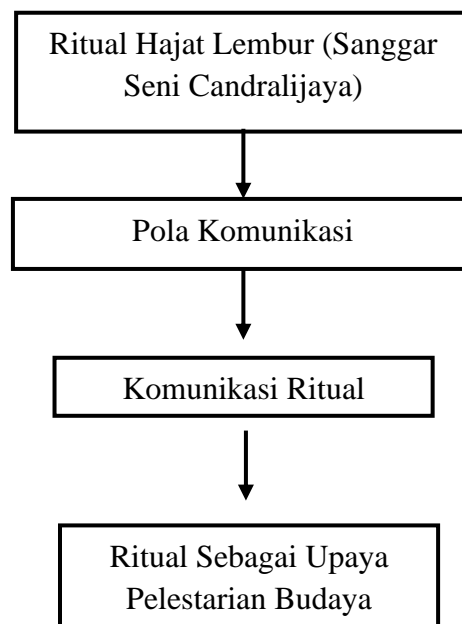 Ritual Hajat Lembur (Sanggar
Seni Candralijaya)
Pola Komunikasi
Komunikasi Ritual
Ritual Sebagai Upaya
Pelestarian Budaya